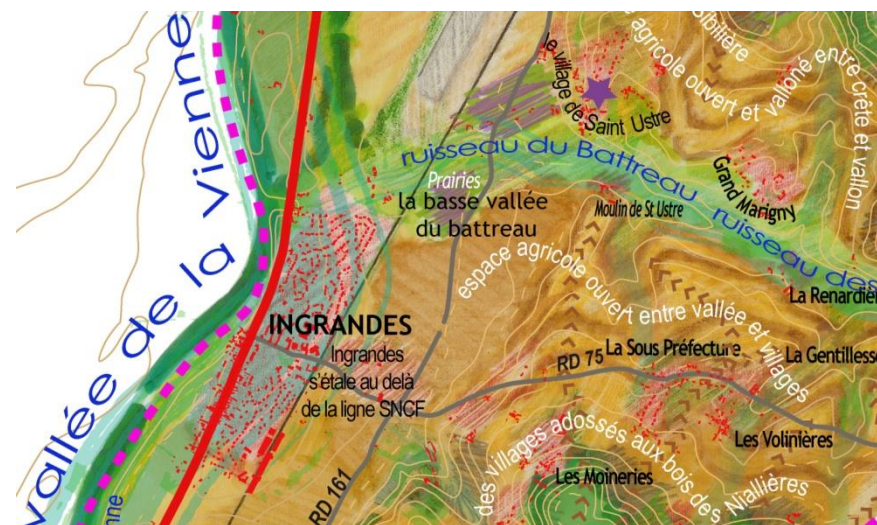 vallée de la Vienne
e village de Saint Ustre
agricole ouvert et vallonné entre crête et vallon
Sibilière
ruisseau du Battreau
ruisseau des
Prairies
la basse vallée
du battreau
Moulin de St Ustre
Grand Marigny
espace agricole ouvert entre vallée et villages
La Renardiè
INGRANDES
Ingrandes
s'étale au delà
de la ligne SNCF
RD 75
La Sous Préfecture
La Gentilless
Les Volinières
des villages adossés aux bois des Niallières
Les Moineries
RD 161
nne